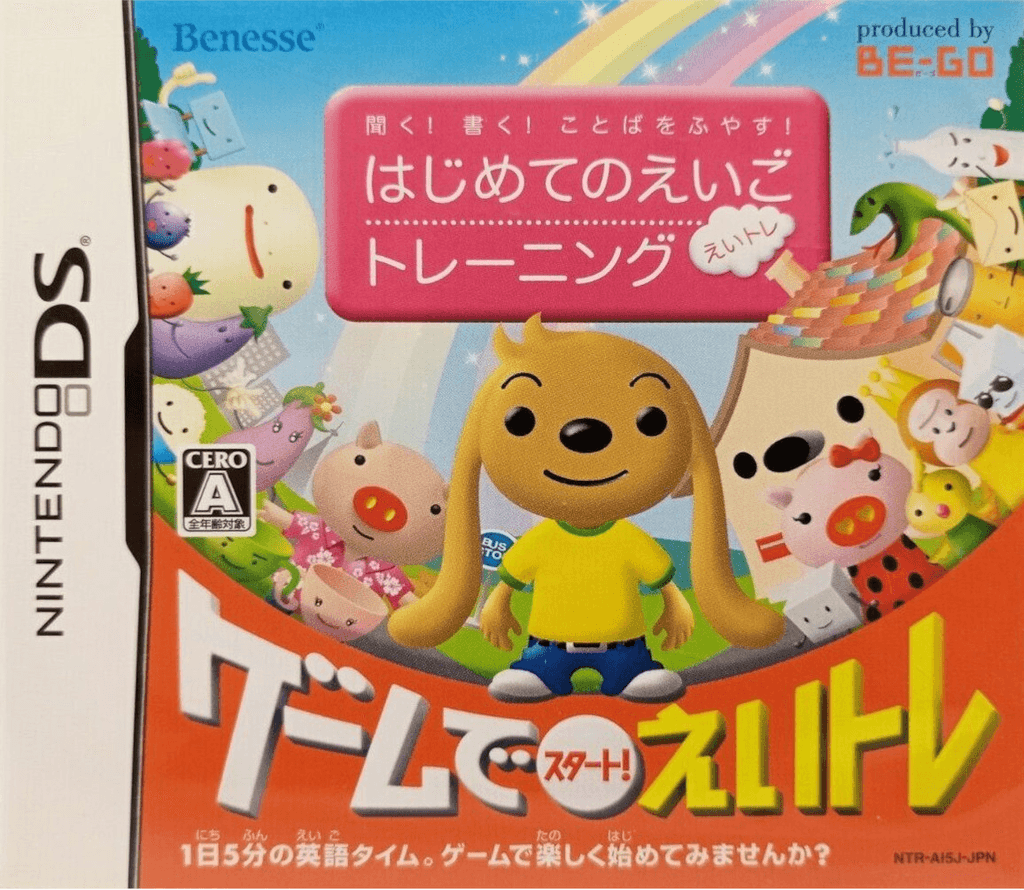 NINTENDO DS®
Benesse®
produced by
BE-GO
ビーゴ
聞く! 書く! ことばをふやす!
はじめてのえいご
トレーニング
えいトレ
CERO
A
全年齢対象
BUS
STO
ゲームで
スタート!
えいトレ
にち ふん えいご たの はじ
1日5分の英語タイム。ゲームで楽しく始めてみませんか?
NTR-AI5J-JPN